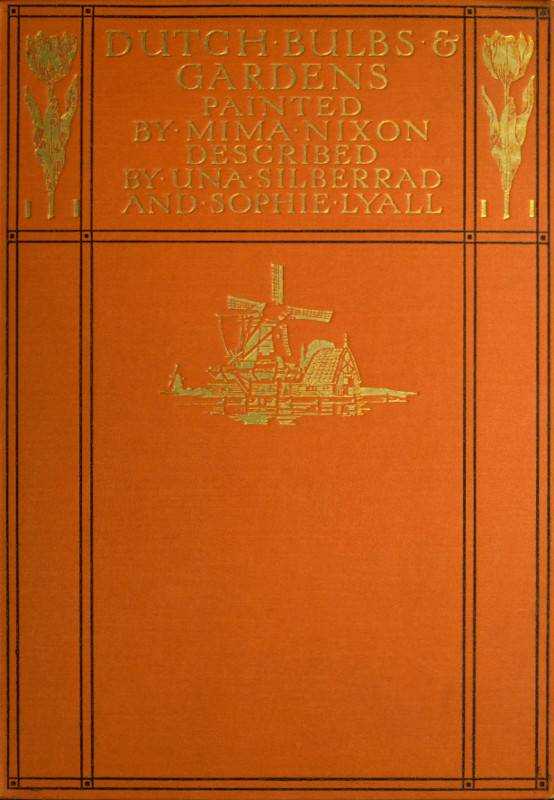 DUTCH·BULBS·&
GARDENS
PAINTED
BY·MIMA·NIXON
DESCRIBED
BY·UNA·SILBERRAD
AND·SOPHIE·LYALL